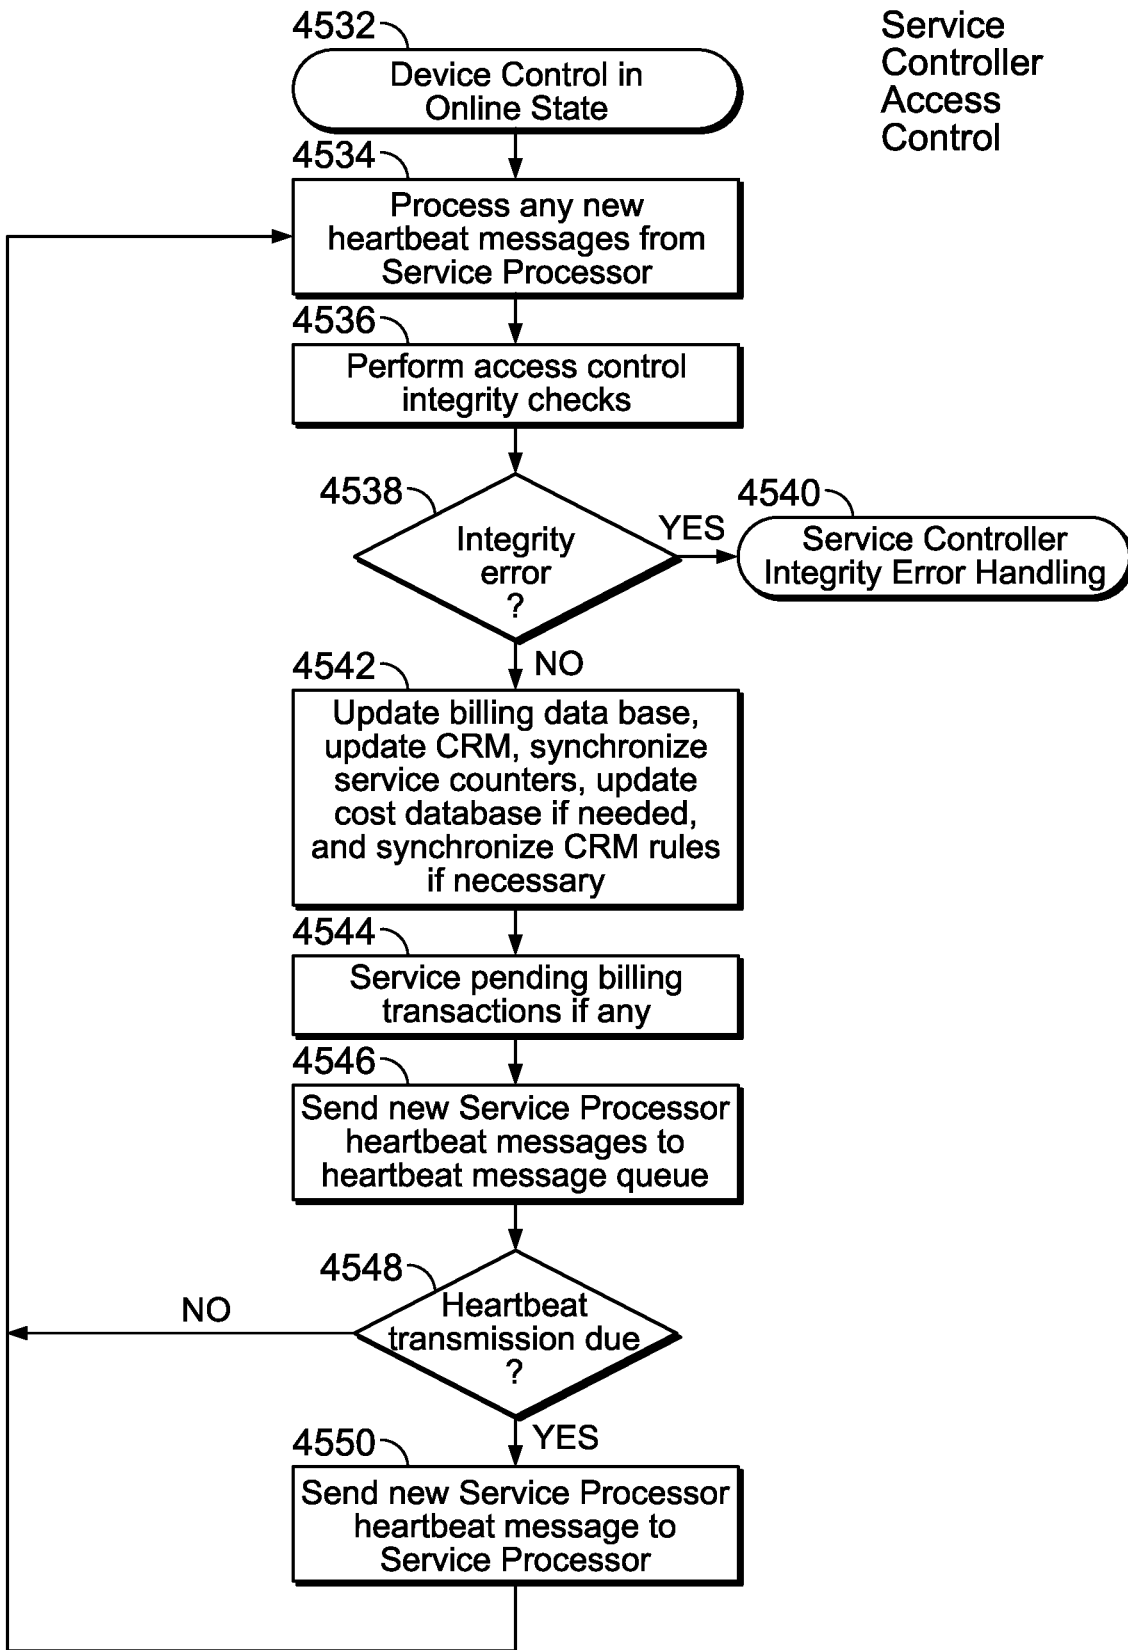 Service
Controller
Access
Control
4532
Device Control in
Online State
4534
Process any new
heartbeat messages from
Service Processor
4536
Perform access control
integrity checks
4538
Integrity
error
?
YES
4540
Service Controller
Integrity Error Handling
NO
4542
Update billing data base,
update CRM, synchronize
service counters, update
cost database if needed,
and synchronize CRM rules
if necessary
4544
Service pending billing
transactions if any
4546
Send new Service Processor
heartbeat messages to
heartbeat message queue
4548
Heartbeat
transmission due
?
NO
YES
4550
Send new Service Processor
heartbeat message to
Service Processor